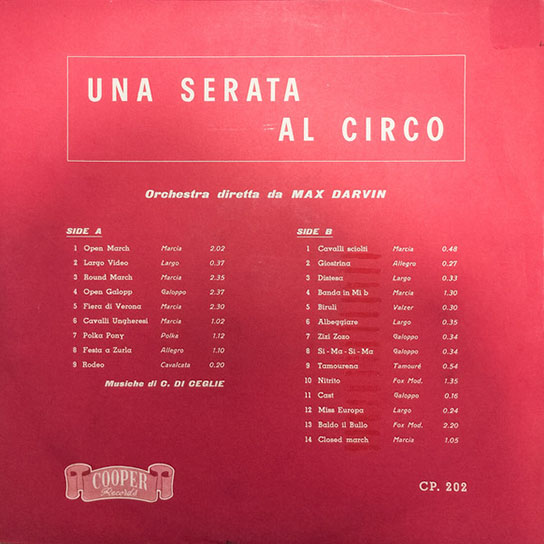 UNA SERATA
AL CIRCO
Orchestra diretta da MAX DARVIN
SIDE A
1 Open March Marcia 2.02
2 Largo Video Largo 0.37
3 Round March Marcia 2.35
4 Open Galopp Galoppo 2.37
5 Fiera di Verona Marcia 2.30
6 Cavalli Ungheresi Marcia 1.02
7 Polka Pony Polka 1.12
8 Fesia a Zurla Allegro 1.10
9 Rodeo Cavalcata 0.20
Musiche di C. DI CEGLIE
SIDE B
1 Cavalli sciolti Marcia 0.48
2 Giostrina Allegro 0.27
3 Distesa Largo 0.33
4 Banda in Mi b Marcia 1.30
5 Biruli Valzer 0.30
6 Albeggiare Largo 0.35
7 Zizi Zozo Galoppo 0.34
8 Si-Ma-Si-Ma Galoppo 0.34
9 Tamourena Tamouré 0.54
10 Nitrito Fox Mod. 1.35
11 Cast Galoppo 0.16
12 Miss Europa Largo 0.24
13 Baldo il Bullo Fox Mod. 2.20
14 Closed march Marcia 1.05
COOPER
Records
CP. 202